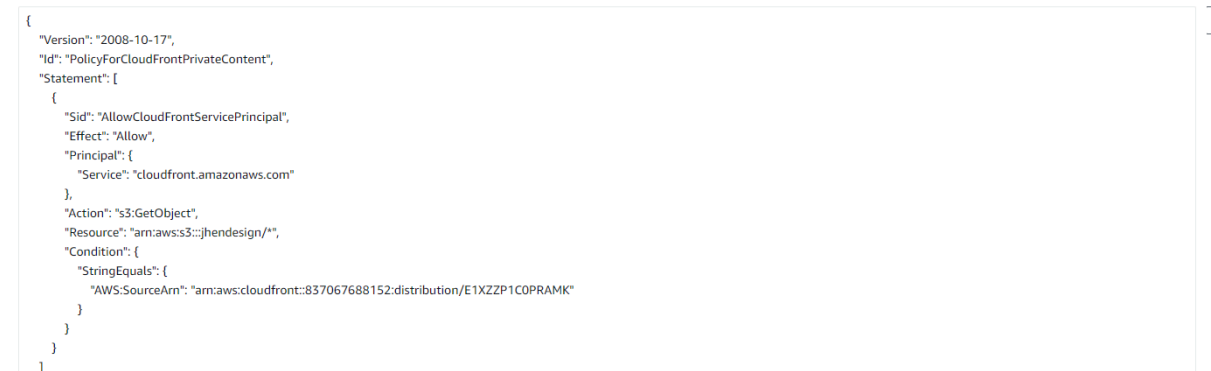 {
"Version": "2008-10-17",
"Id": "PolicyForCloudFrontPrivateContent",
"Statement": [
{
"Sid": "AllowCloudFrontServicePrincipal",
"Effect": "Allow",
"Principal": {
"Service": "cloudfront.amazonaws.com"
},
"Action": "s3:GetObject",
"Resource": "arn:aws:s3:::jhendesign/*",
"Condition": {
"StringEquals": {
"AWS:SourceArn": "arn:aws:cloudfront::837067688152:distribution/E1XZZP1C0PRAMK"
}
}
}
]